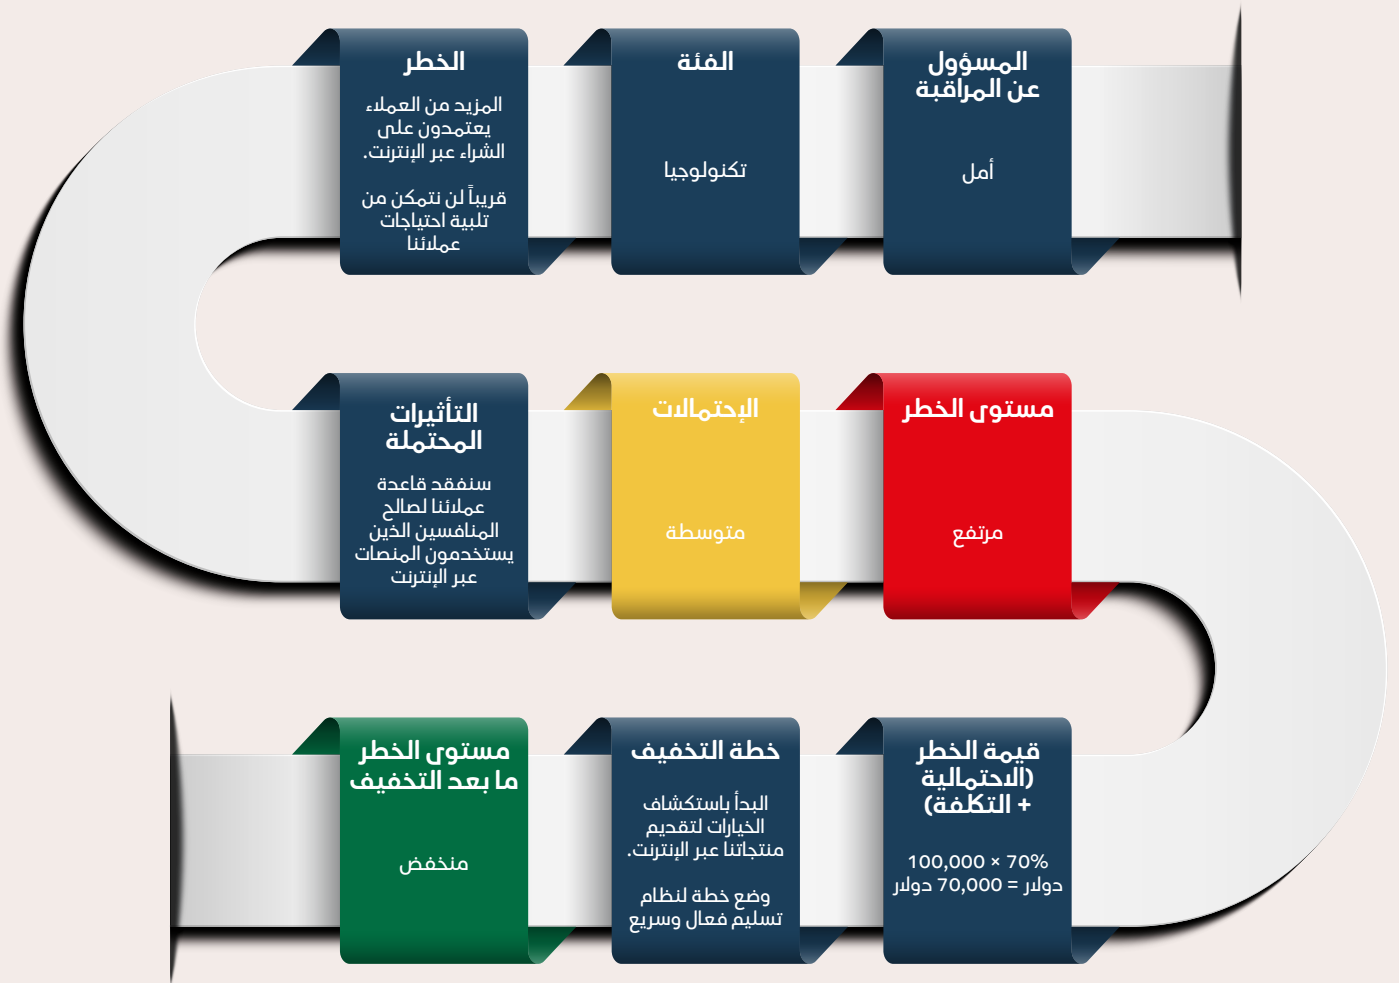 المسؤول
عن المراقبة
أمل
الفئة
تكنولوجيا
الخطر
المزيد من العملاء
يعتمدون على
الشراء عبر الإنترنت.
قريباً لن نتمكن من
تلبية احتياجات
عملائنا
التأثيرات
المحتملة
سنفقد قاعدة
عملائنا لصالح
المنافسين الذين
يستخدمون المنصات
عبر الإنترنت
الإحتمالات
متوسطة
مستوى الخطر
مرتفع
قيمة الخطر
(الاحتمالية
+ التكلفة)
100,000 × 70%
دولار = 70,000 دولار
خطة التخفيف
البدأ باستكشاف
الخيارات لتقديم
منتجاتنا عبر الإنترنت.
وضع خطة لنظام
تسليم فعال وسريع
مستوى الخطر
ما بعد التخفيف
منخفض